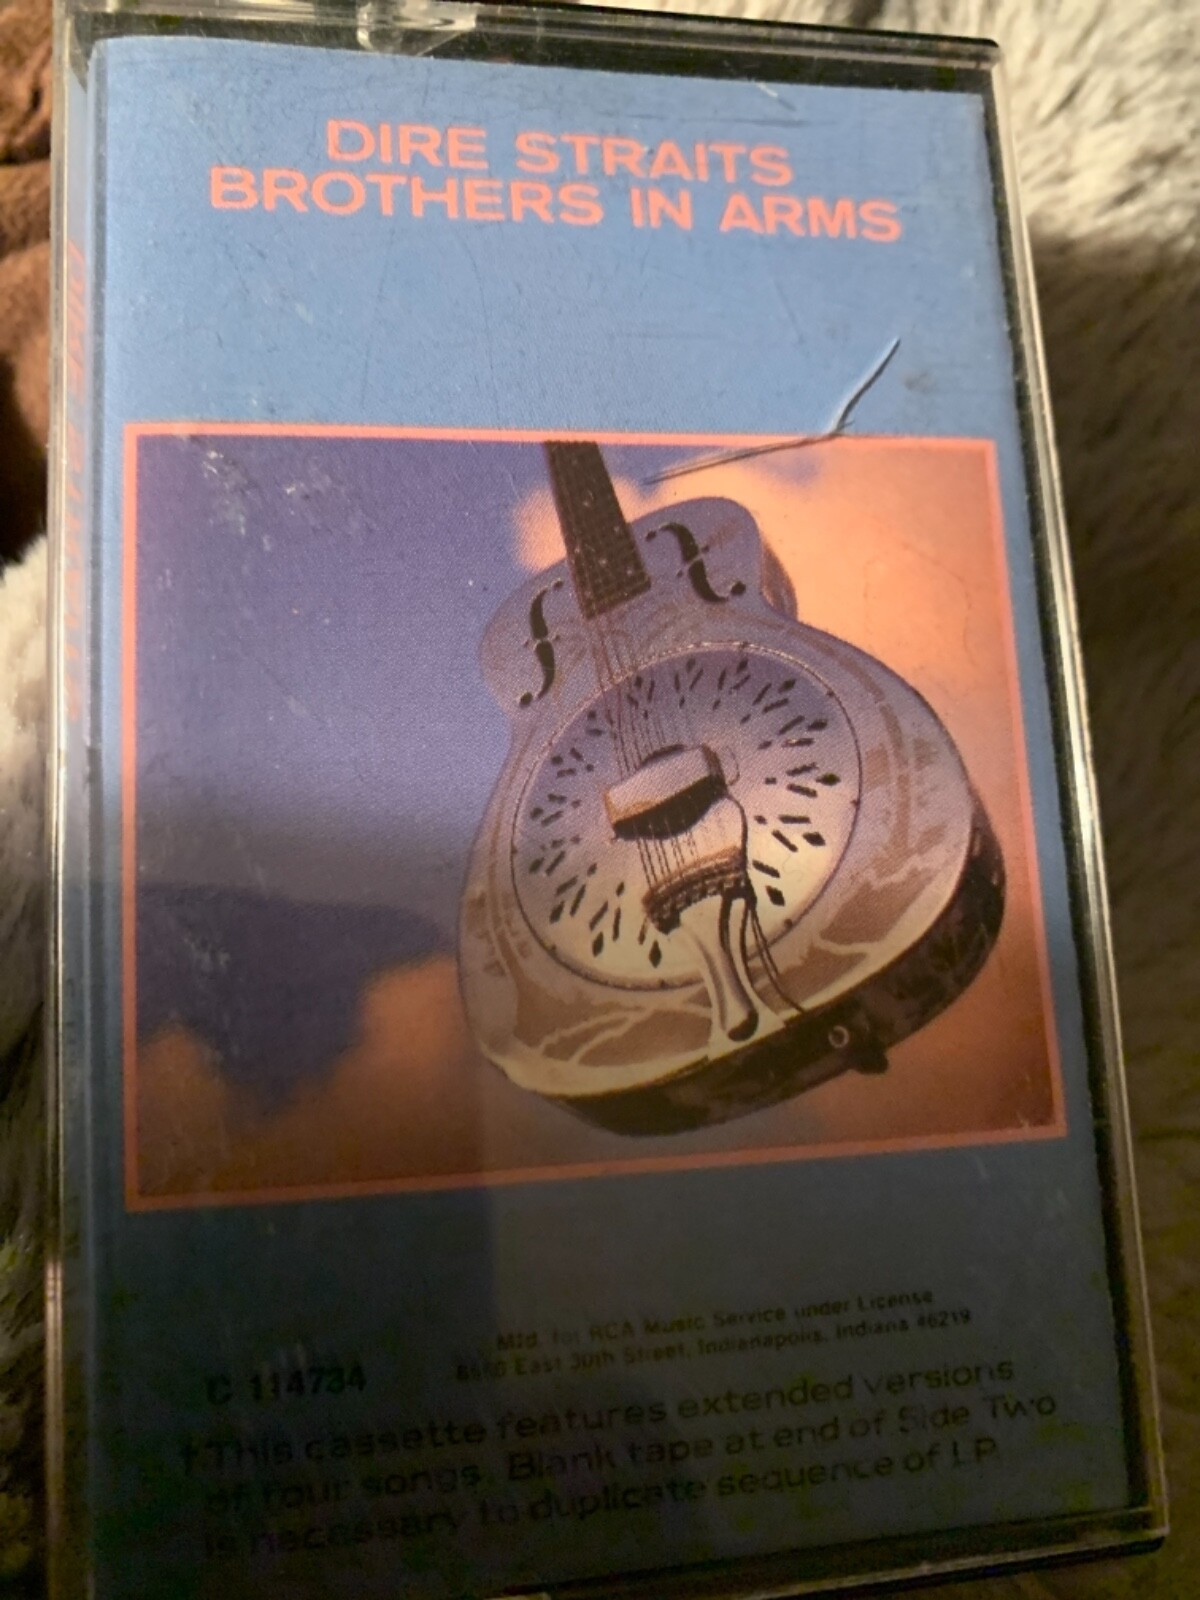 DIRE STRAITS
BROTHERS IN ARMS
Mfd. for RCA Music Service under License
East 30th Street, Indianapolis, Indiana 46219
C 114734
†This cassette features extended versions
of four songs. Blank tape at end of Side Two
is necessary to duplicate sequence of LP.
DIRE STRAITS